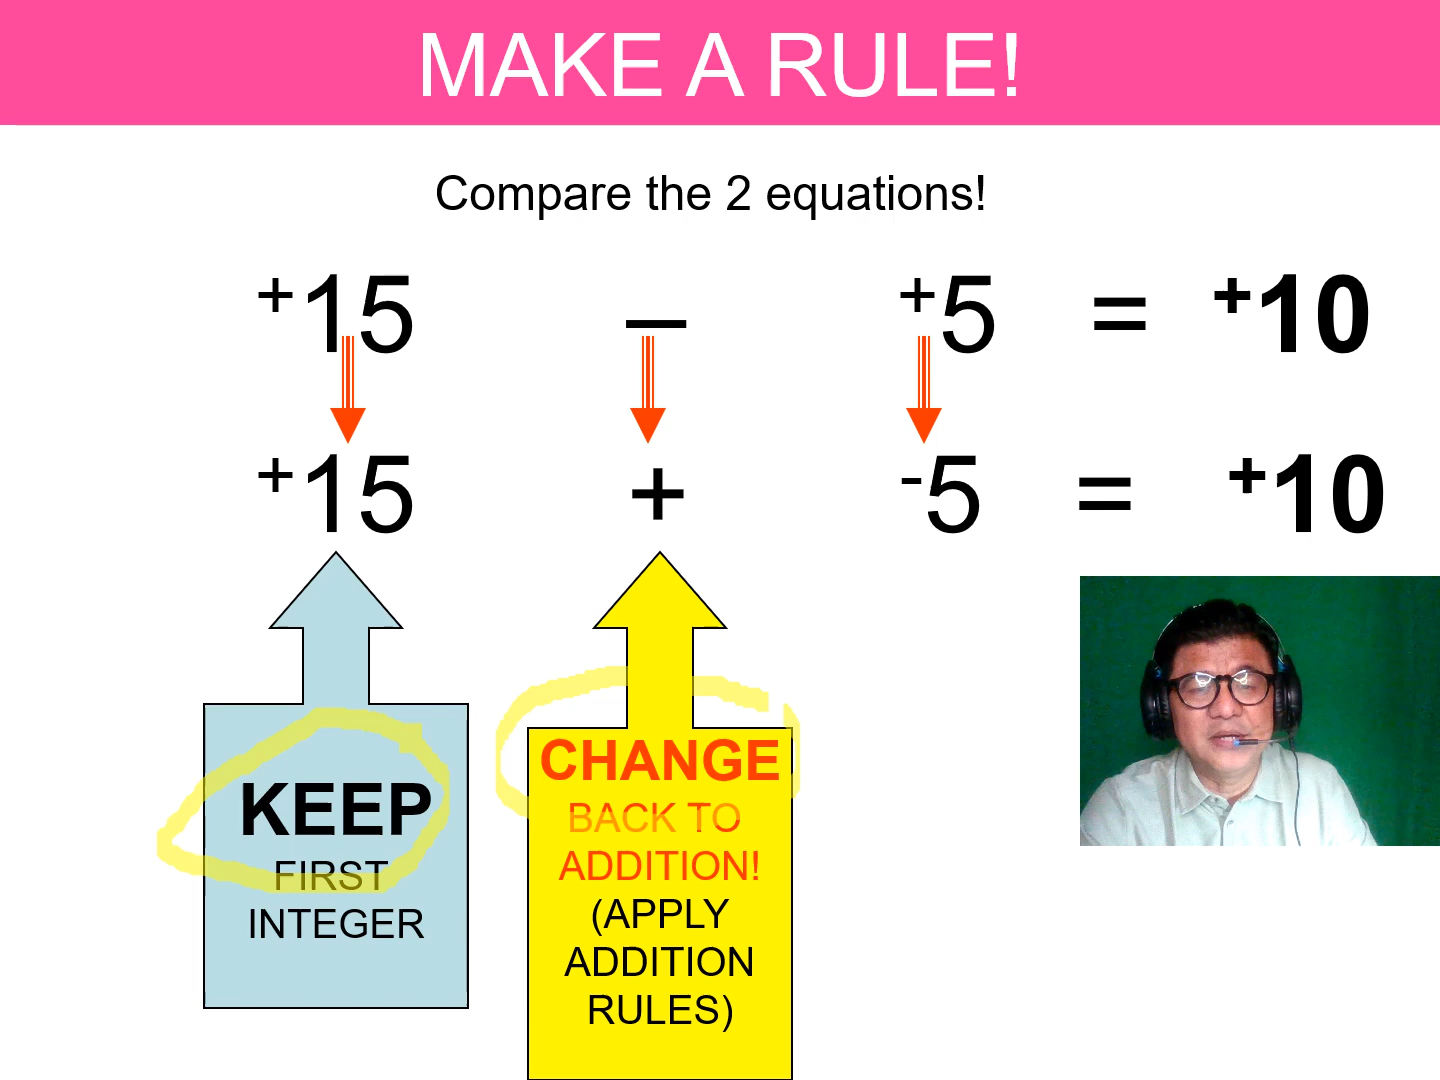 MAKE A RULE!
Compare the 2 equations!
+15 – +5 = +10
+15 + -5 = +10
KEEP
FIRST
INTEGER
CHANGE
BACK TO
ADDITION!
(APPLY
ADDITION
RULES)